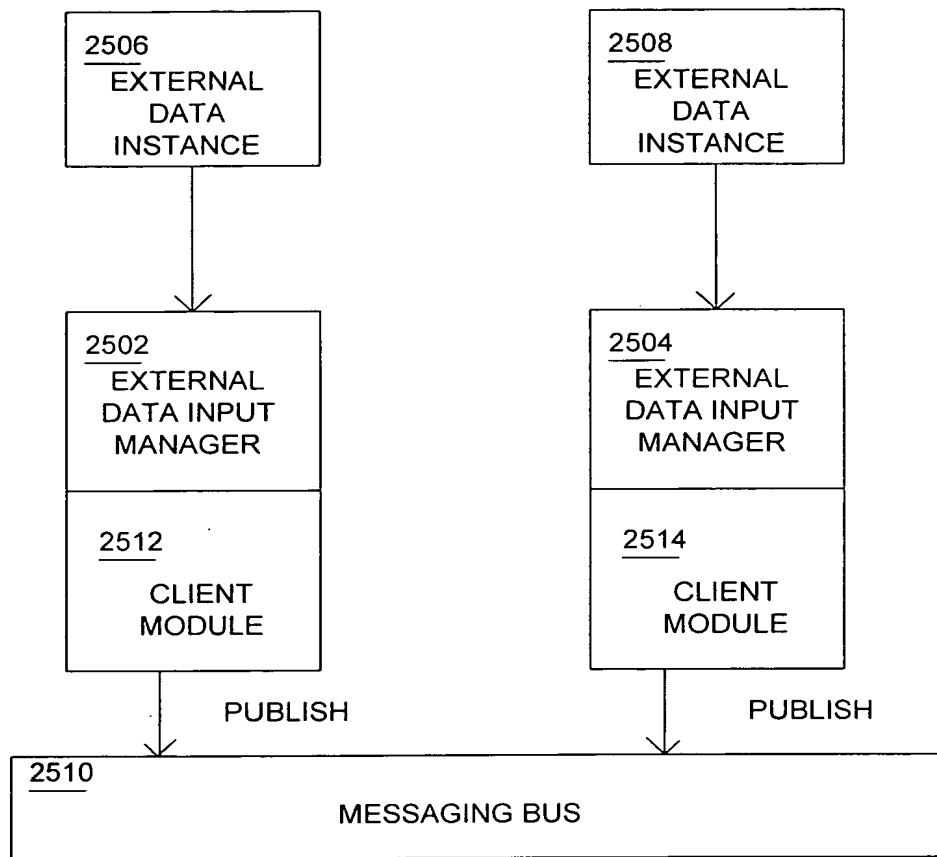 2506
EXTERNAL
DATA
INSTANCE
2508
EXTERNAL
DATA
INSTANCE
2502
EXTERNAL
DATA INPUT
MANAGER
2504
EXTERNAL
DATA INPUT
MANAGER
2512
CLIENT
MODULE
2514
CLIENT
MODULE
PUBLISH
PUBLISH
2510
MESSAGING BUS